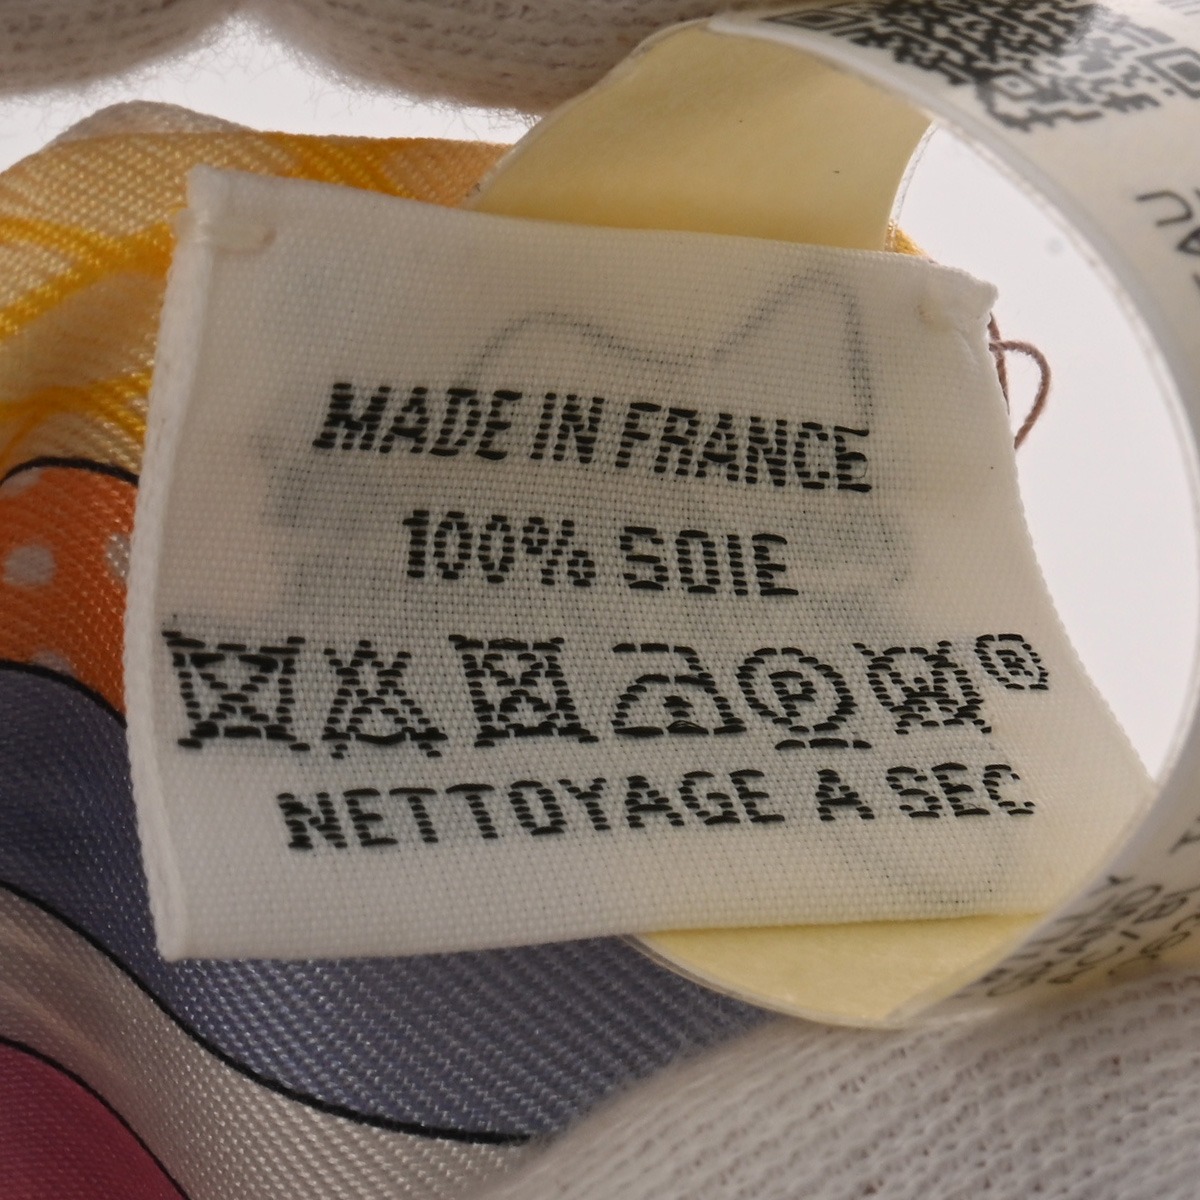 MADE IN FRANCE
100% SOIE
P ®
NETTOYAGE A SEC